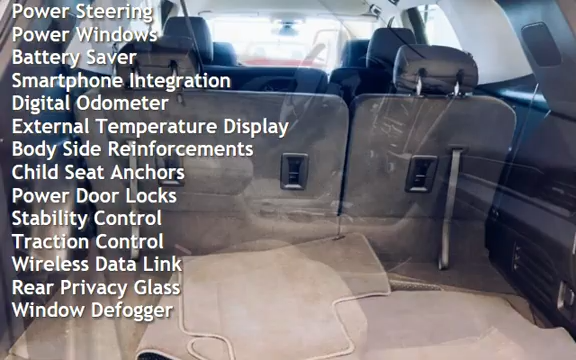 Power Steering
Power Windows
Battery Saver
Smartphone Integration
Digital Odometer
External Temperature Display
Body Side Reinforcements
Child Seat Anchors
Power Door Locks
Stability Control
Traction Control
Wireless Data Link
Rear Privacy Glass
Window Defogger